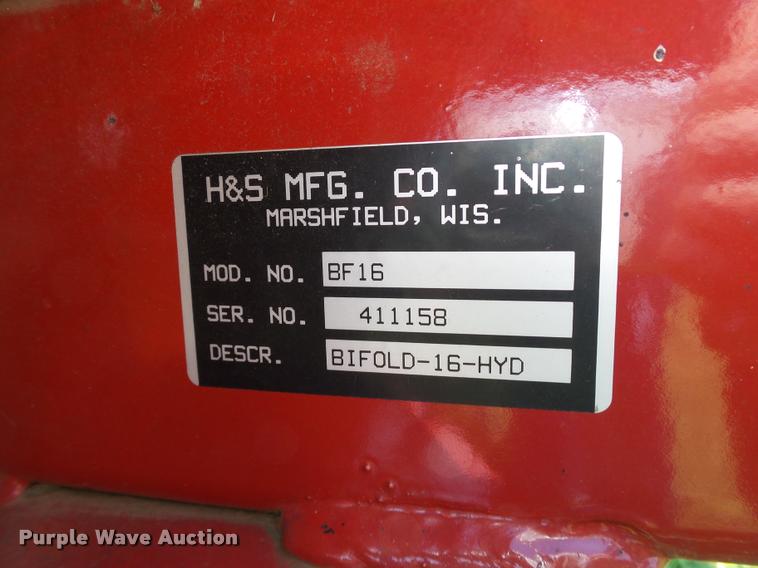 H&S MFG. CO. INC.
MARSHFIELD, WIS.
MOD. NO. BF16
SER. NO. 411158
DESCR. BIFOLD-16-HYD
Purple Wave Auction®